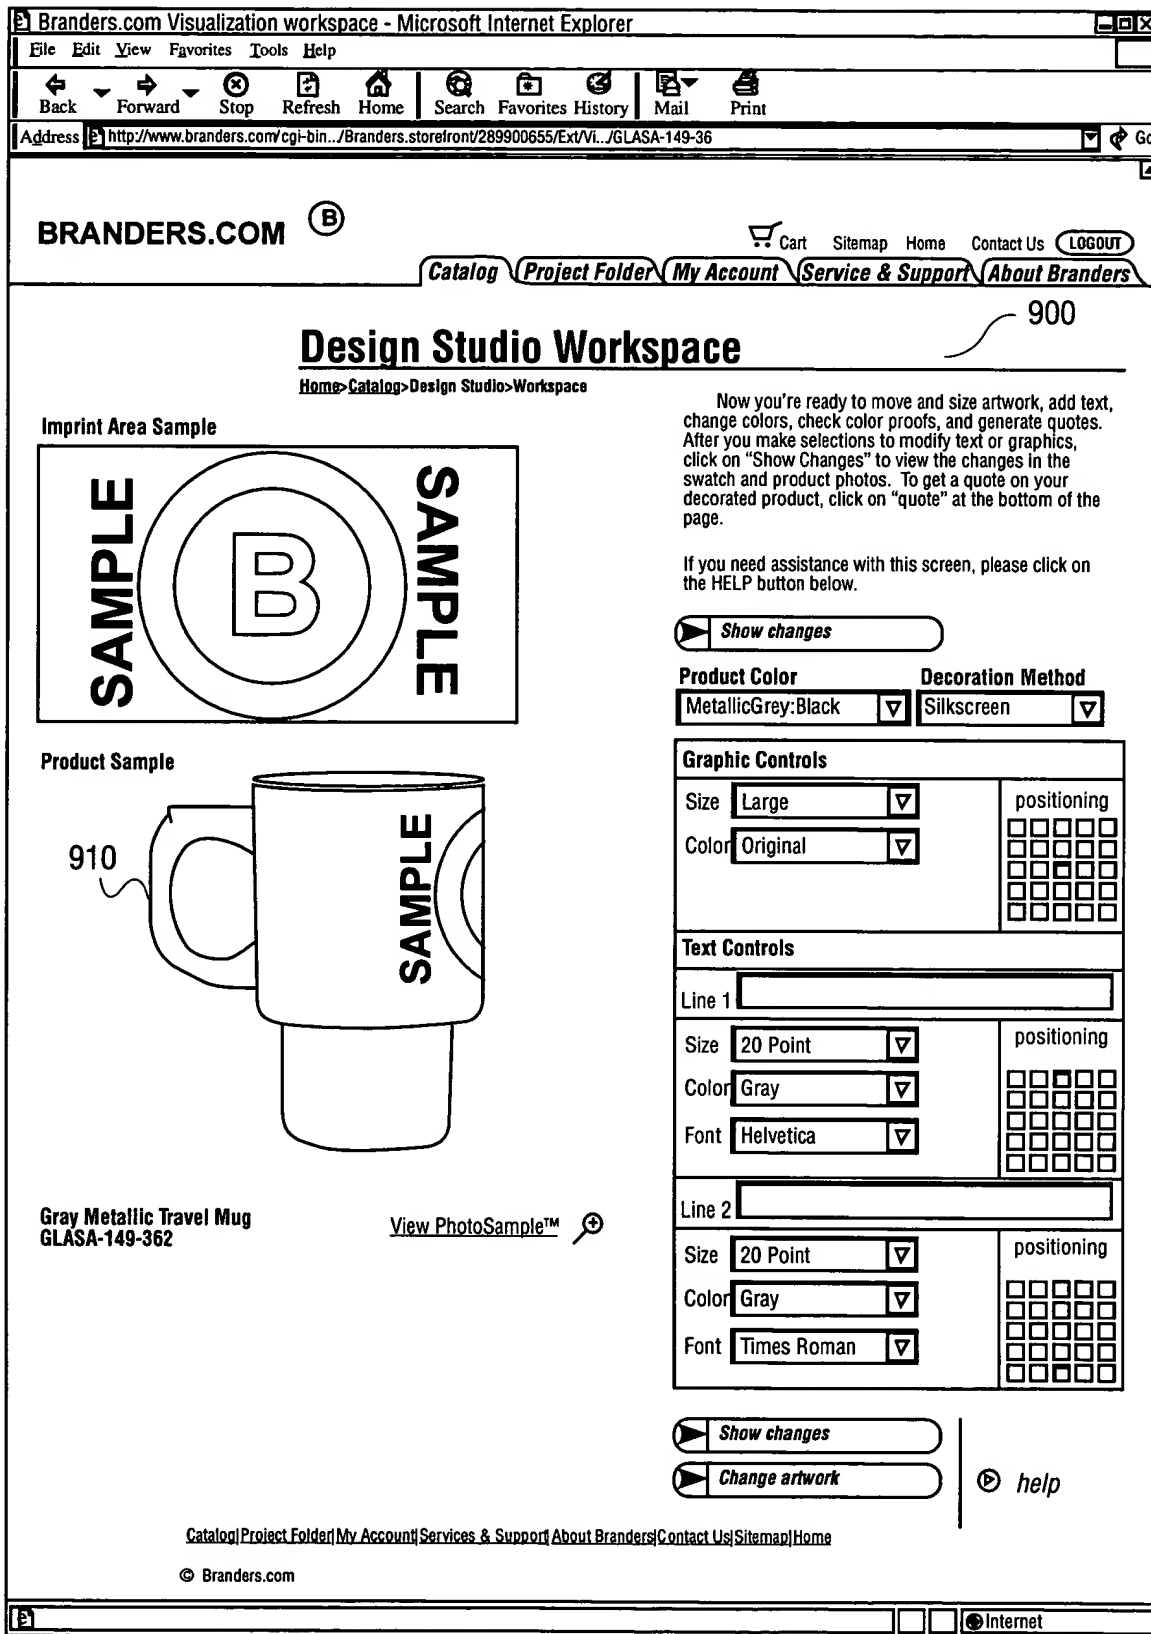 Branders.com Visualization workspace - Microsoft Internet Explorer
File Edit View Favorites Tools Help
Back Forward Stop Refresh Home Search Favorites History Mail Print
Address http://www.branders.com/cgi-bin.../Branders.storefront/289900655/Ext/Vi.../GLASA-149-36 Go
BRANDERS.COM B
Cart Sitemap Home Contact Us LOGOUT
Catalog Project Folder My Account Service & Support About Branders
900
Design Studio Workspace
Home>Catalog>Design Studio>Workspace
Imprint Area Sample
SAMPLE B SAMPLE
Product Sample
910
SAMPLE
Gray Metallic Travel Mug
GLASA-149-362
View PhotoSample™
Now you're ready to move and size artwork, add text,
change colors, check color proofs, and generate quotes.
After you make selections to modify text or graphics,
click on “Show Changes” to view the changes in the
swatch and product photos. To get a quote on your
decorated product, click on “quote” at the bottom of the
page.
If you need assistance with this screen, please click on
the HELP button below.
Show changes
Product Color Decoration Method
MetallicGrey:Black Silkscreen
Graphic Controls
Size Large positioning
Color Original
Text Controls
Line 1
Size 20 Point positioning
Color Gray
Font Helvetica
Line 2
Size 20 Point positioning
Color Gray
Font Times Roman
Show changes
Change artwork
help
Catalog|Project Folder|My Account|Services & Support|About Branders|Contact Us|Sitemap|Home
© Branders.com
Internet